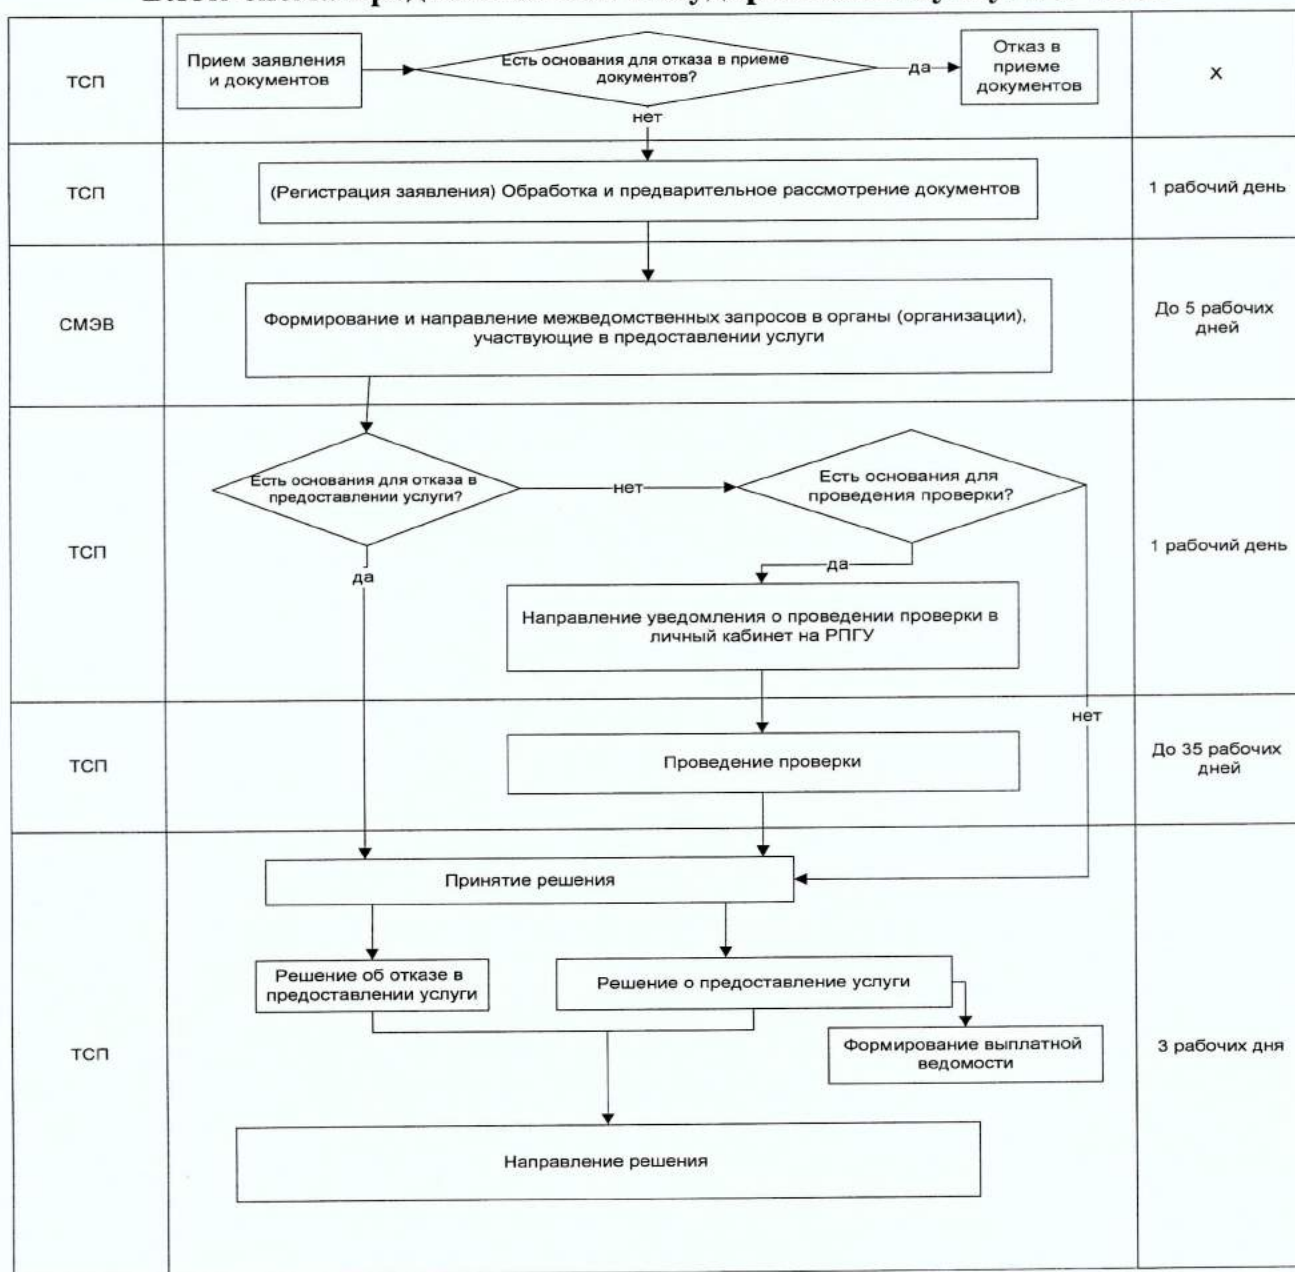 ТСП
Прием заявления
и документов
Есть основания для отказа в приеме
документов?
да
Отказ в
приеме
документов
X
нет
ТСП
(Регистрация заявления) Обработка и предварительное рассмотрение документов
1 рабочий день
СМЭВ
Формирование и направление межведомственных запросов в органы (организации),
участвующие в предоставлении услуги
До 5 рабочих
дней
ТСП
Есть основания для отказа в
предоставлении услуги?
нет
Есть основания для
проведения проверки?
1 рабочий день
да
да
Направление уведомления о проведении проверки в
личный кабинет на РПГУ
нет
ТСП
Проведение проверки
До 35 рабочих
дней
Принятие решения
Решение об отказе в
предоставлении услуги
Решение о предоставление услуги
ТСП
Формирование выплатной
ведомости
3 рабочих дня
Направление решения